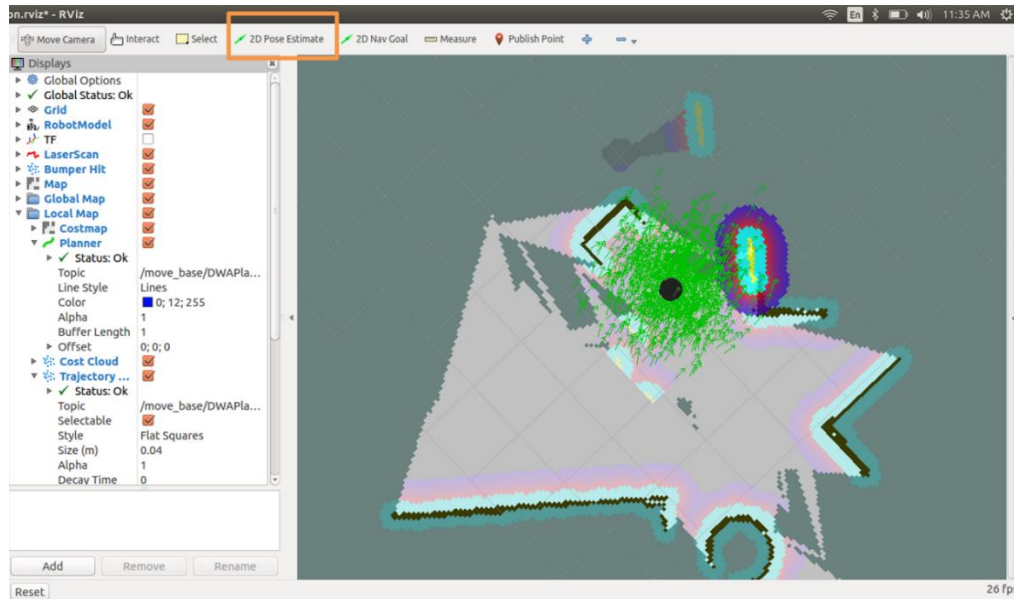 on.rviz* - RViz
En
11:35 AM
Move Camera Interact Select 2D Pose Estimate 2D Nav Goal Measure Publish Point
Displays
Global Options
Global Status: Ok
Grid
RobotModel
TF
LaserScan
Bumper Hit
Map
Global Map
Local Map
Costmap
Planner
Status: Ok
Topic /move_base/DWAPla...
Line Style Lines
Color 0; 12; 255
Alpha 1
Buffer Length 1
Offset 0; 0; 0
Cost Cloud
Trajectory ...
Status: Ok
Topic /move_base/DWAPla...
Selectable
Style Flat Squares
Size (m) 0.04
Alpha 1
Decay Time 0
Add Remove Rename
Reset
26 fp